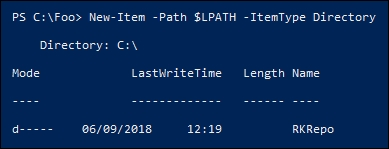 PS C:\Foo> New-Item -Path $LPATH -ItemType Directory
Directory: C:\
Mode LastWriteTime Length Name
---- ------------- ------ ----
d----- 06/09/2018 12:19 RKRepo